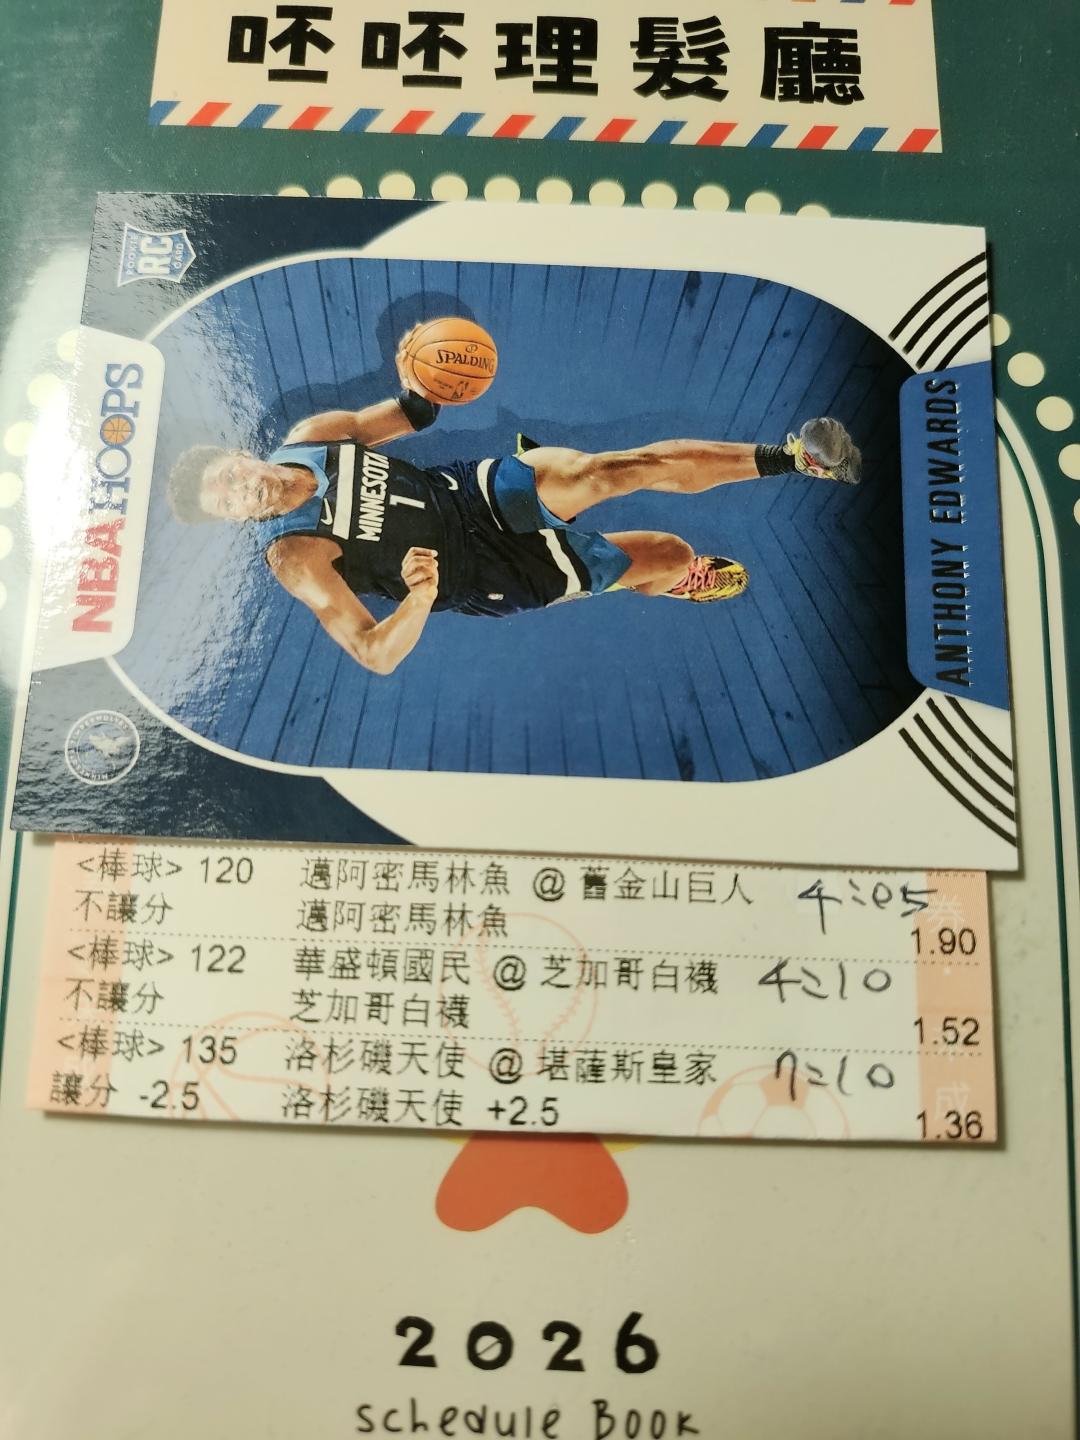 呸呸理髮廳
ROOKIE RC CARD
NBA HOOPS
SPALDING
MINNESOTA
1
ANTHONY EDWARDS
<棒球> 120 邁阿密馬林魚 @ 舊金山巨人 4:05
不讓分 邁阿密馬林魚 1.90
<棒球> 122 華盛頓國民 @ 芝加哥白襪 4:10
不讓分 芝加哥白襪 1.52
<棒球> 135 洛杉磯天使 @ 堪薩斯皇家 7:10
讓分 -2.5 洛杉磯天使 +2.5 1.36
2026
schedule BOOK